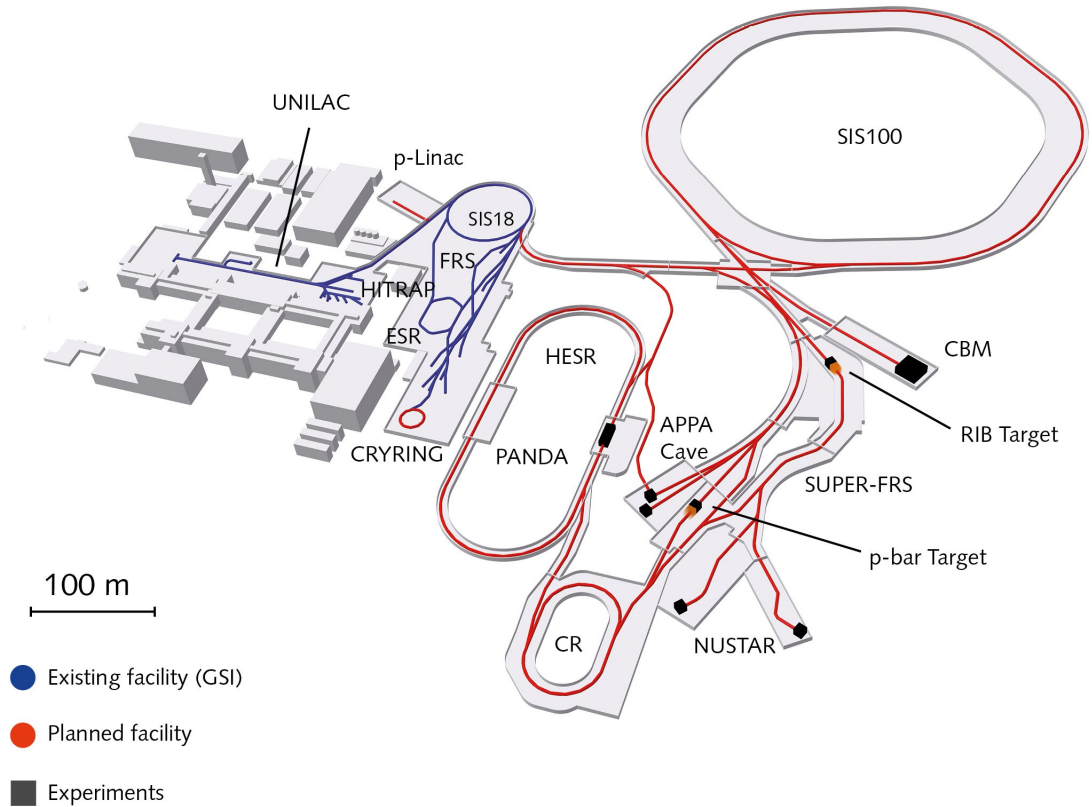 SIS100
UNILAC
p-Linac
SIS18
FRS
HITRAP
ESR
HESR
CBM
RIB Target
APPA
Cave
CRYRING
PANDA
SUPER-FRS
p-bar Target
100 m
CR
NUSTAR
Existing facility (GSI)
Planned facility
Experiments